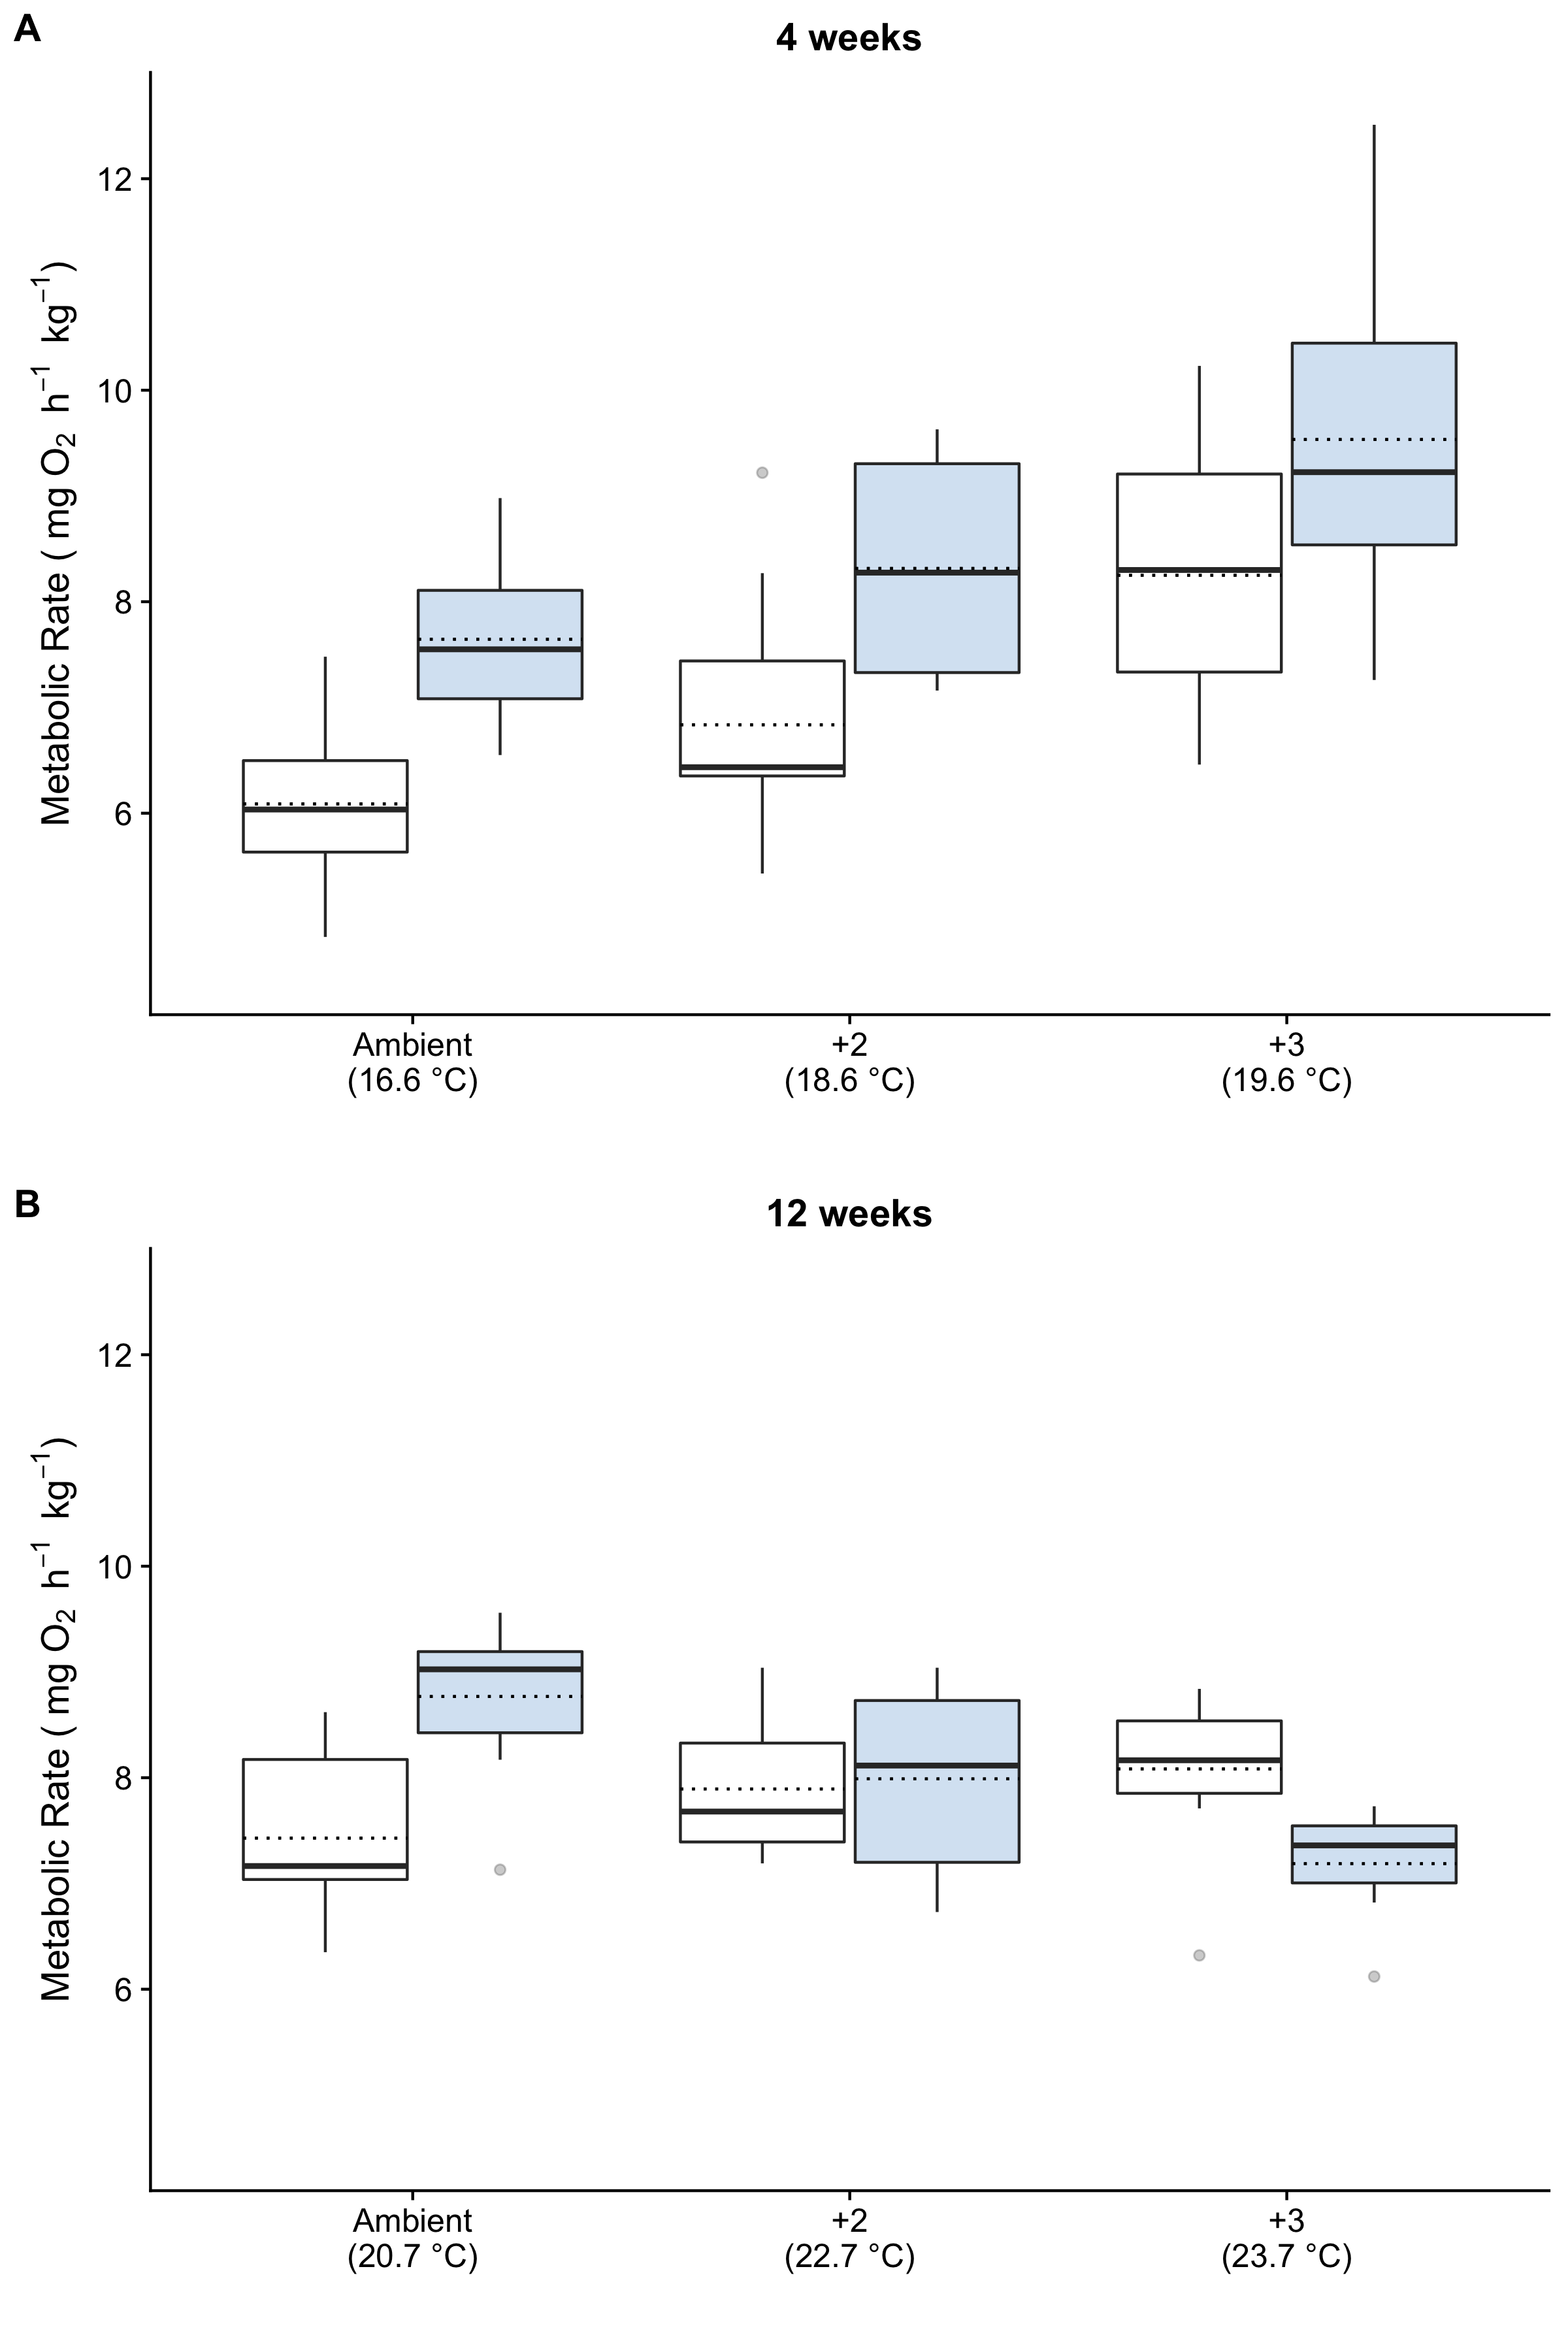 A
4 weeks
Metabolic Rate ( mg O₂ h⁻¹ kg⁻¹)
12
10
8
6
Ambient
(16.6 °C)
+2
(18.6 °C)
+3
(19.6 °C)
B
12 weeks
Metabolic Rate ( mg O₂ h⁻¹ kg⁻¹)
12
10
8
6
Ambient
(20.7 °C)
+2
(22.7 °C)
+3
(23.7 °C)